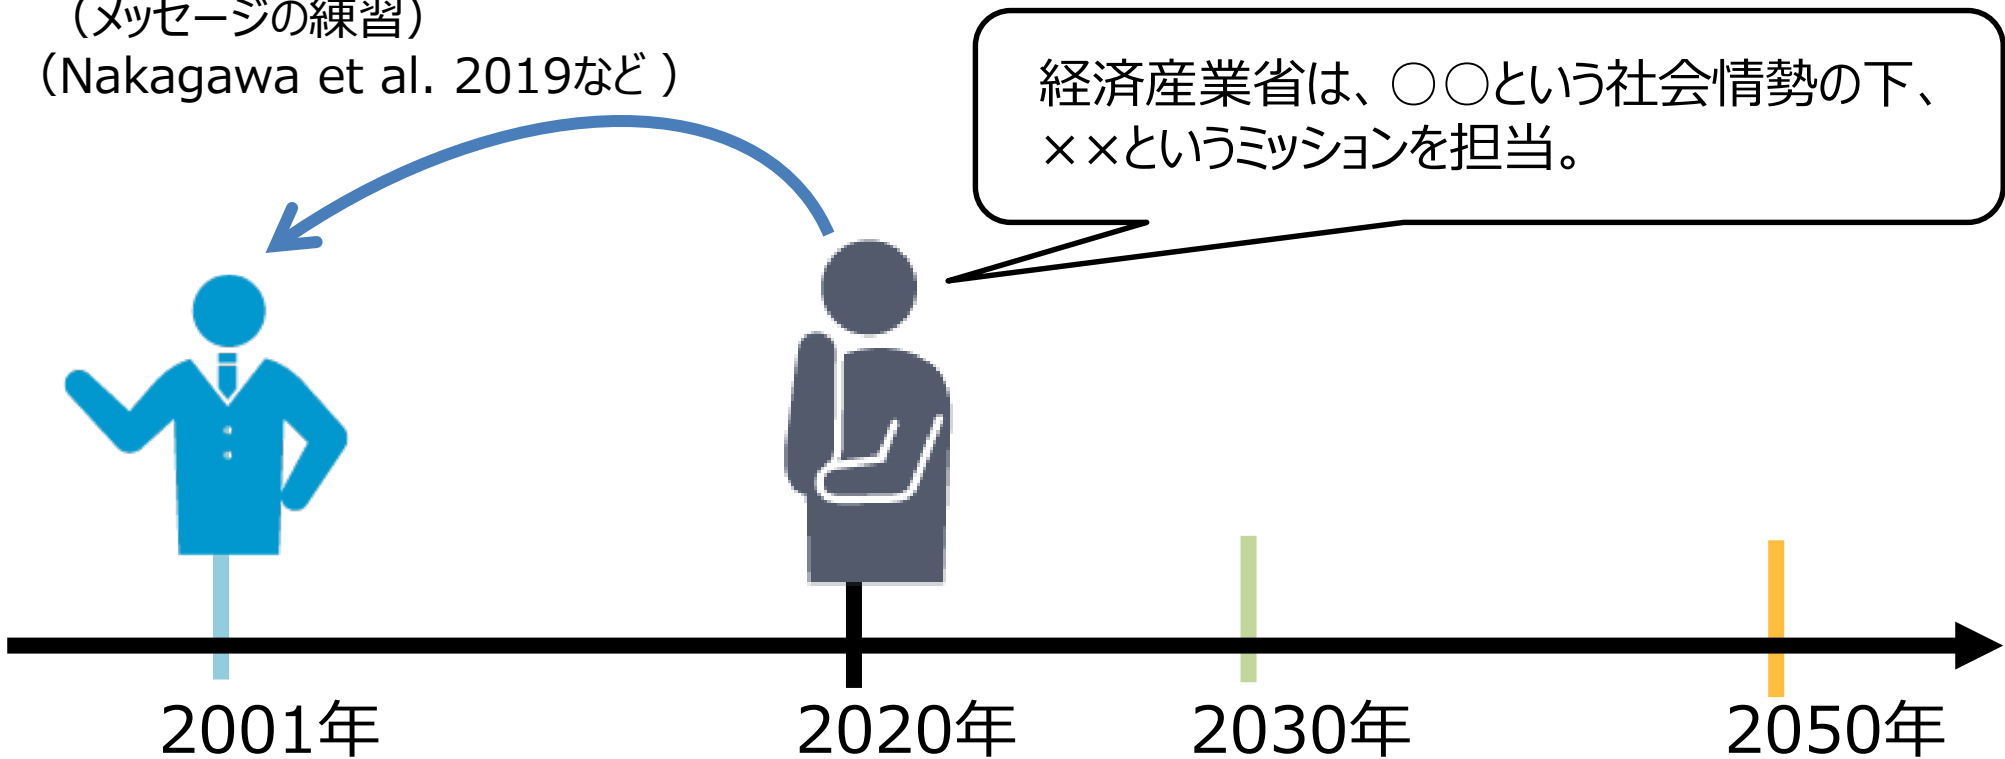 （メッセージの練習）
（Nakagawa et al. 2019など ）
経済産業省は、○○という社会情勢の下、
××というミッションを担当。
2001年
2020年
2030年
2050年